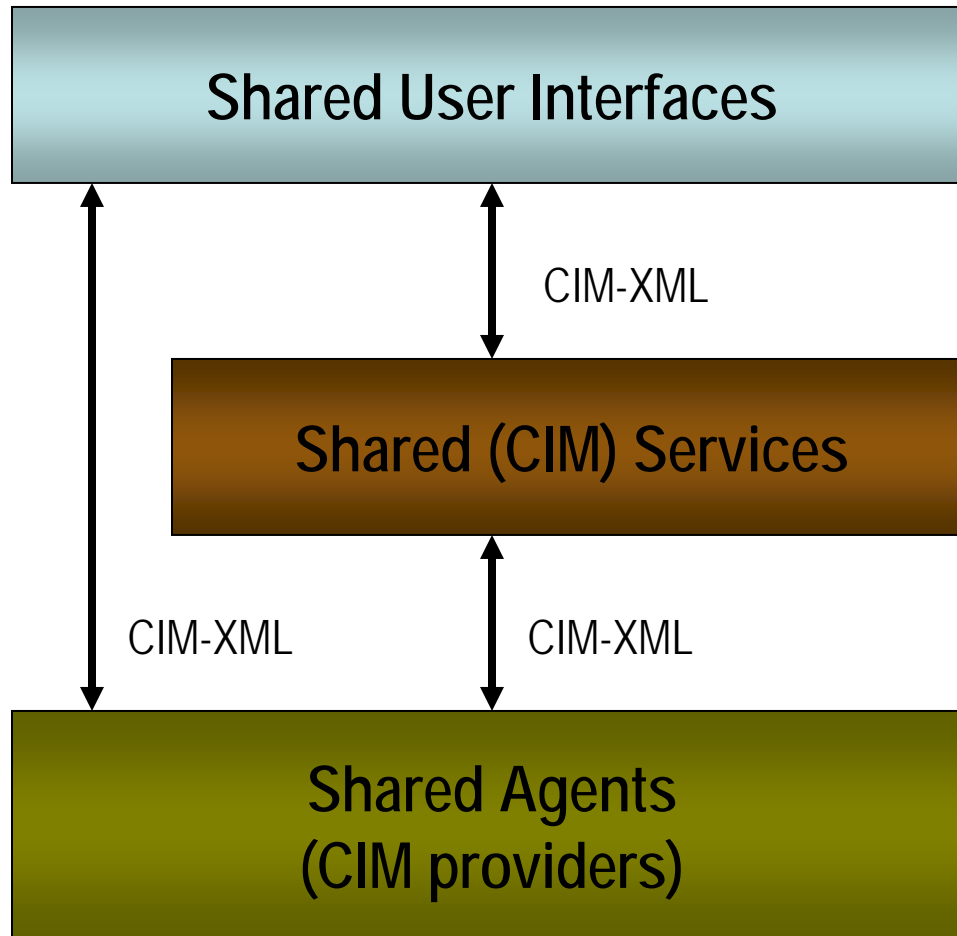 Shared User Interfaces
CIM-XML
Shared (CIM) Services
CIM-XML
CIM-XML
Shared Agents
(CIM providers)